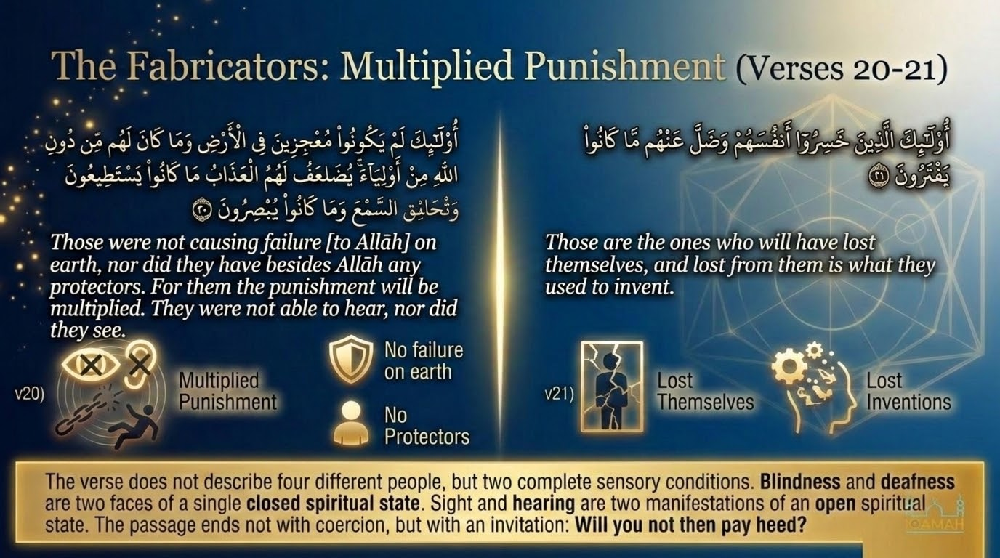 The Fabricators: Multiplied Punishment (Verses 20-21)
أُوْلَـٰٓئِكَ لَمْ يَكُونُواْ مُعْجِزِينَ فِى الْأَرْضِ وَمَا كَانَ لَهُم مِّن دُونِ
اللهِ مِنْ أَوْلِيَآءَ ۘ يُضَلعَفُ لَهُمُ الْعَذَابُ مَا كَانُواْ يَسْتَطِيعُونَ
السَّمْعَ وَمَا كَانُواْ يُبْصِرُونَ ٢٠
Those were not causing failure [to Allāh] on
earth, nor did they have besides Allāh any
protectors. For them the punishment will be
multiplied. They were not able to hear, nor did
they see.
v20)
Multiplied
Punishment
No failure
on earth
No
Protectors
أُوْلَـٰٓئِكَ الَّذِينَ خَسِرُوٓاْ أَنفُسَهُمْ وَضَلَّ عَنْهُم مَّا كَانُواْ
يَفْتَرُونَ ٢١
Those are the ones who will have lost
themselves, and lost from them is what they
used to invent.
v21)
Lost
Themselves
Lost
Inventions
The verse does not describe four different people, but two complete sensory conditions. Blindness and deafness
are two faces of a single closed spiritual state. Sight and hearing are two manifestations of an open spiritual
state. The passage ends not with coercion, but with an invitation: Will you not then pay heed?